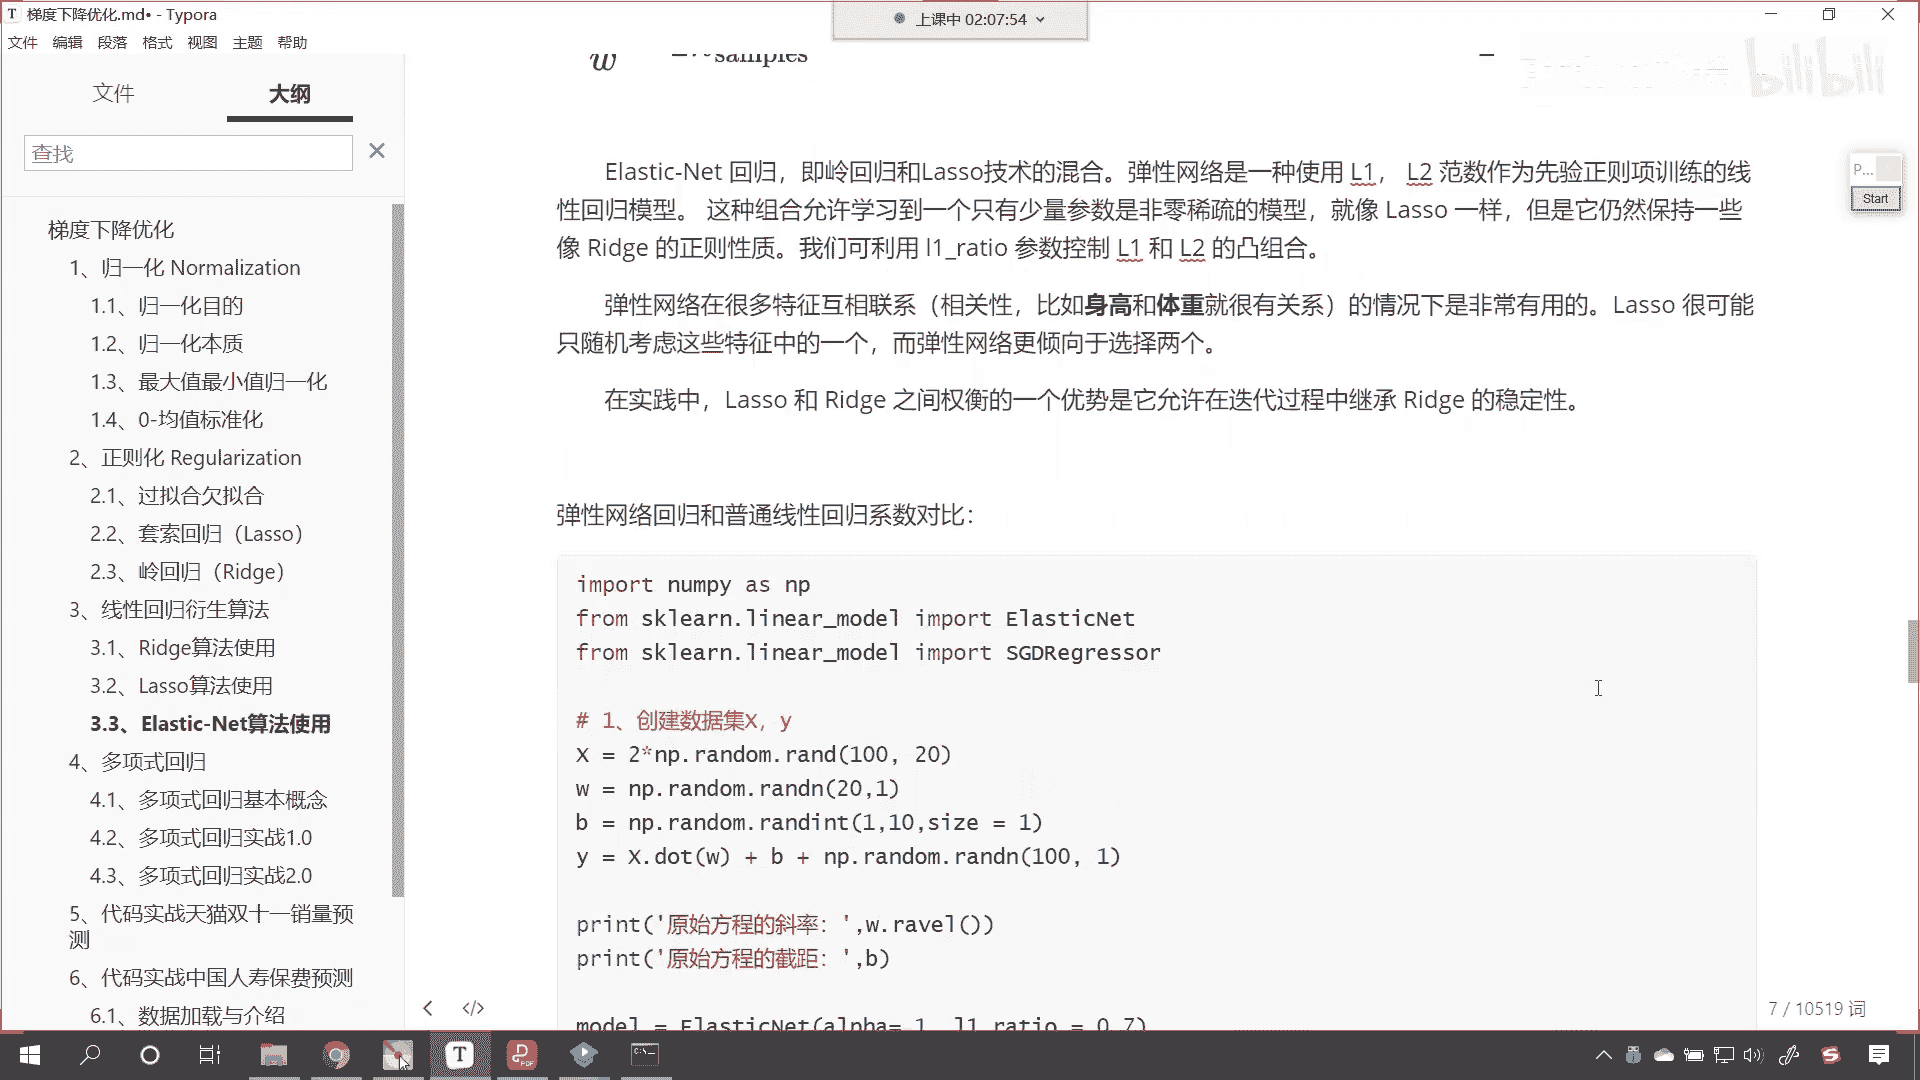 梯度下降优化.md• - Typora
上课中 02:07:54
文件 编辑 段落 格式 视图 主题 帮助
文件 大纲
查找
梯度下降优化
1、归一化 Normalization
1.1、归一化目的
1.2、归一化本质
1.3、最大值最小值归一化
1.4、0-均值标准化
2、正则化 Regularization
2.1、过拟合欠拟合
2.2、套索回归（Lasso）
2.3、岭回归（Ridge）
3、线性回归衍生算法
3.1、Ridge算法使用
3.2、Lasso算法使用
3.3、Elastic-Net算法使用
4、多项式回归
4.1、多项式回归基本概念
4.2、多项式回归实战1.0
4.3、多项式回归实战2.0
5、代码实战天猫双十一销量预
测
6、代码实战中国人寿保费预测
6.1、数据加载与介绍
w samples
bilibili
Elastic-Net 回归，即岭回归和Lasso技术的混合。弹性网络是一种使用 L1， L2 范数作为先验正则项训练的线
性回归模型。 这种组合允许学习到一个只有少量参数是非零稀疏的模型，就像 Lasso 一样，但是它仍然保持一些
像 Ridge 的正则性质。我们可利用 l1_ratio 参数控制 L1 和 L2 的凸组合。
弹性网络在很多特征互相联系（相关性，比如身高和体重就很有关系）的情况下是非常有用的。Lasso 很可能
只随机考虑这些特征中的一个，而弹性网络更倾向于选择两个。
在实践中，Lasso 和 Ridge 之间权衡的一个优势是它允许在迭代过程中继承 Ridge 的稳定性。
弹性网络回归和普通线性回归系数对比：
import numpy as np
from sklearn.linear_model import ElasticNet
from sklearn.linear_model import SGDRegressor
# 1、创建数据集X，y
X = 2*np.random.rand(100, 20)
w = np.random.randn(20,1)
b = np.random.randint(1,10,size = 1)
y = X.dot(w) + b + np.random.randn(100, 1)
print('原始方程的斜率：',w.ravel())
print('原始方程的截距：',b)
model = ElasticNet(alpha= 1, l1_ratio = 0.7)
P...
Start
7 / 10519 词